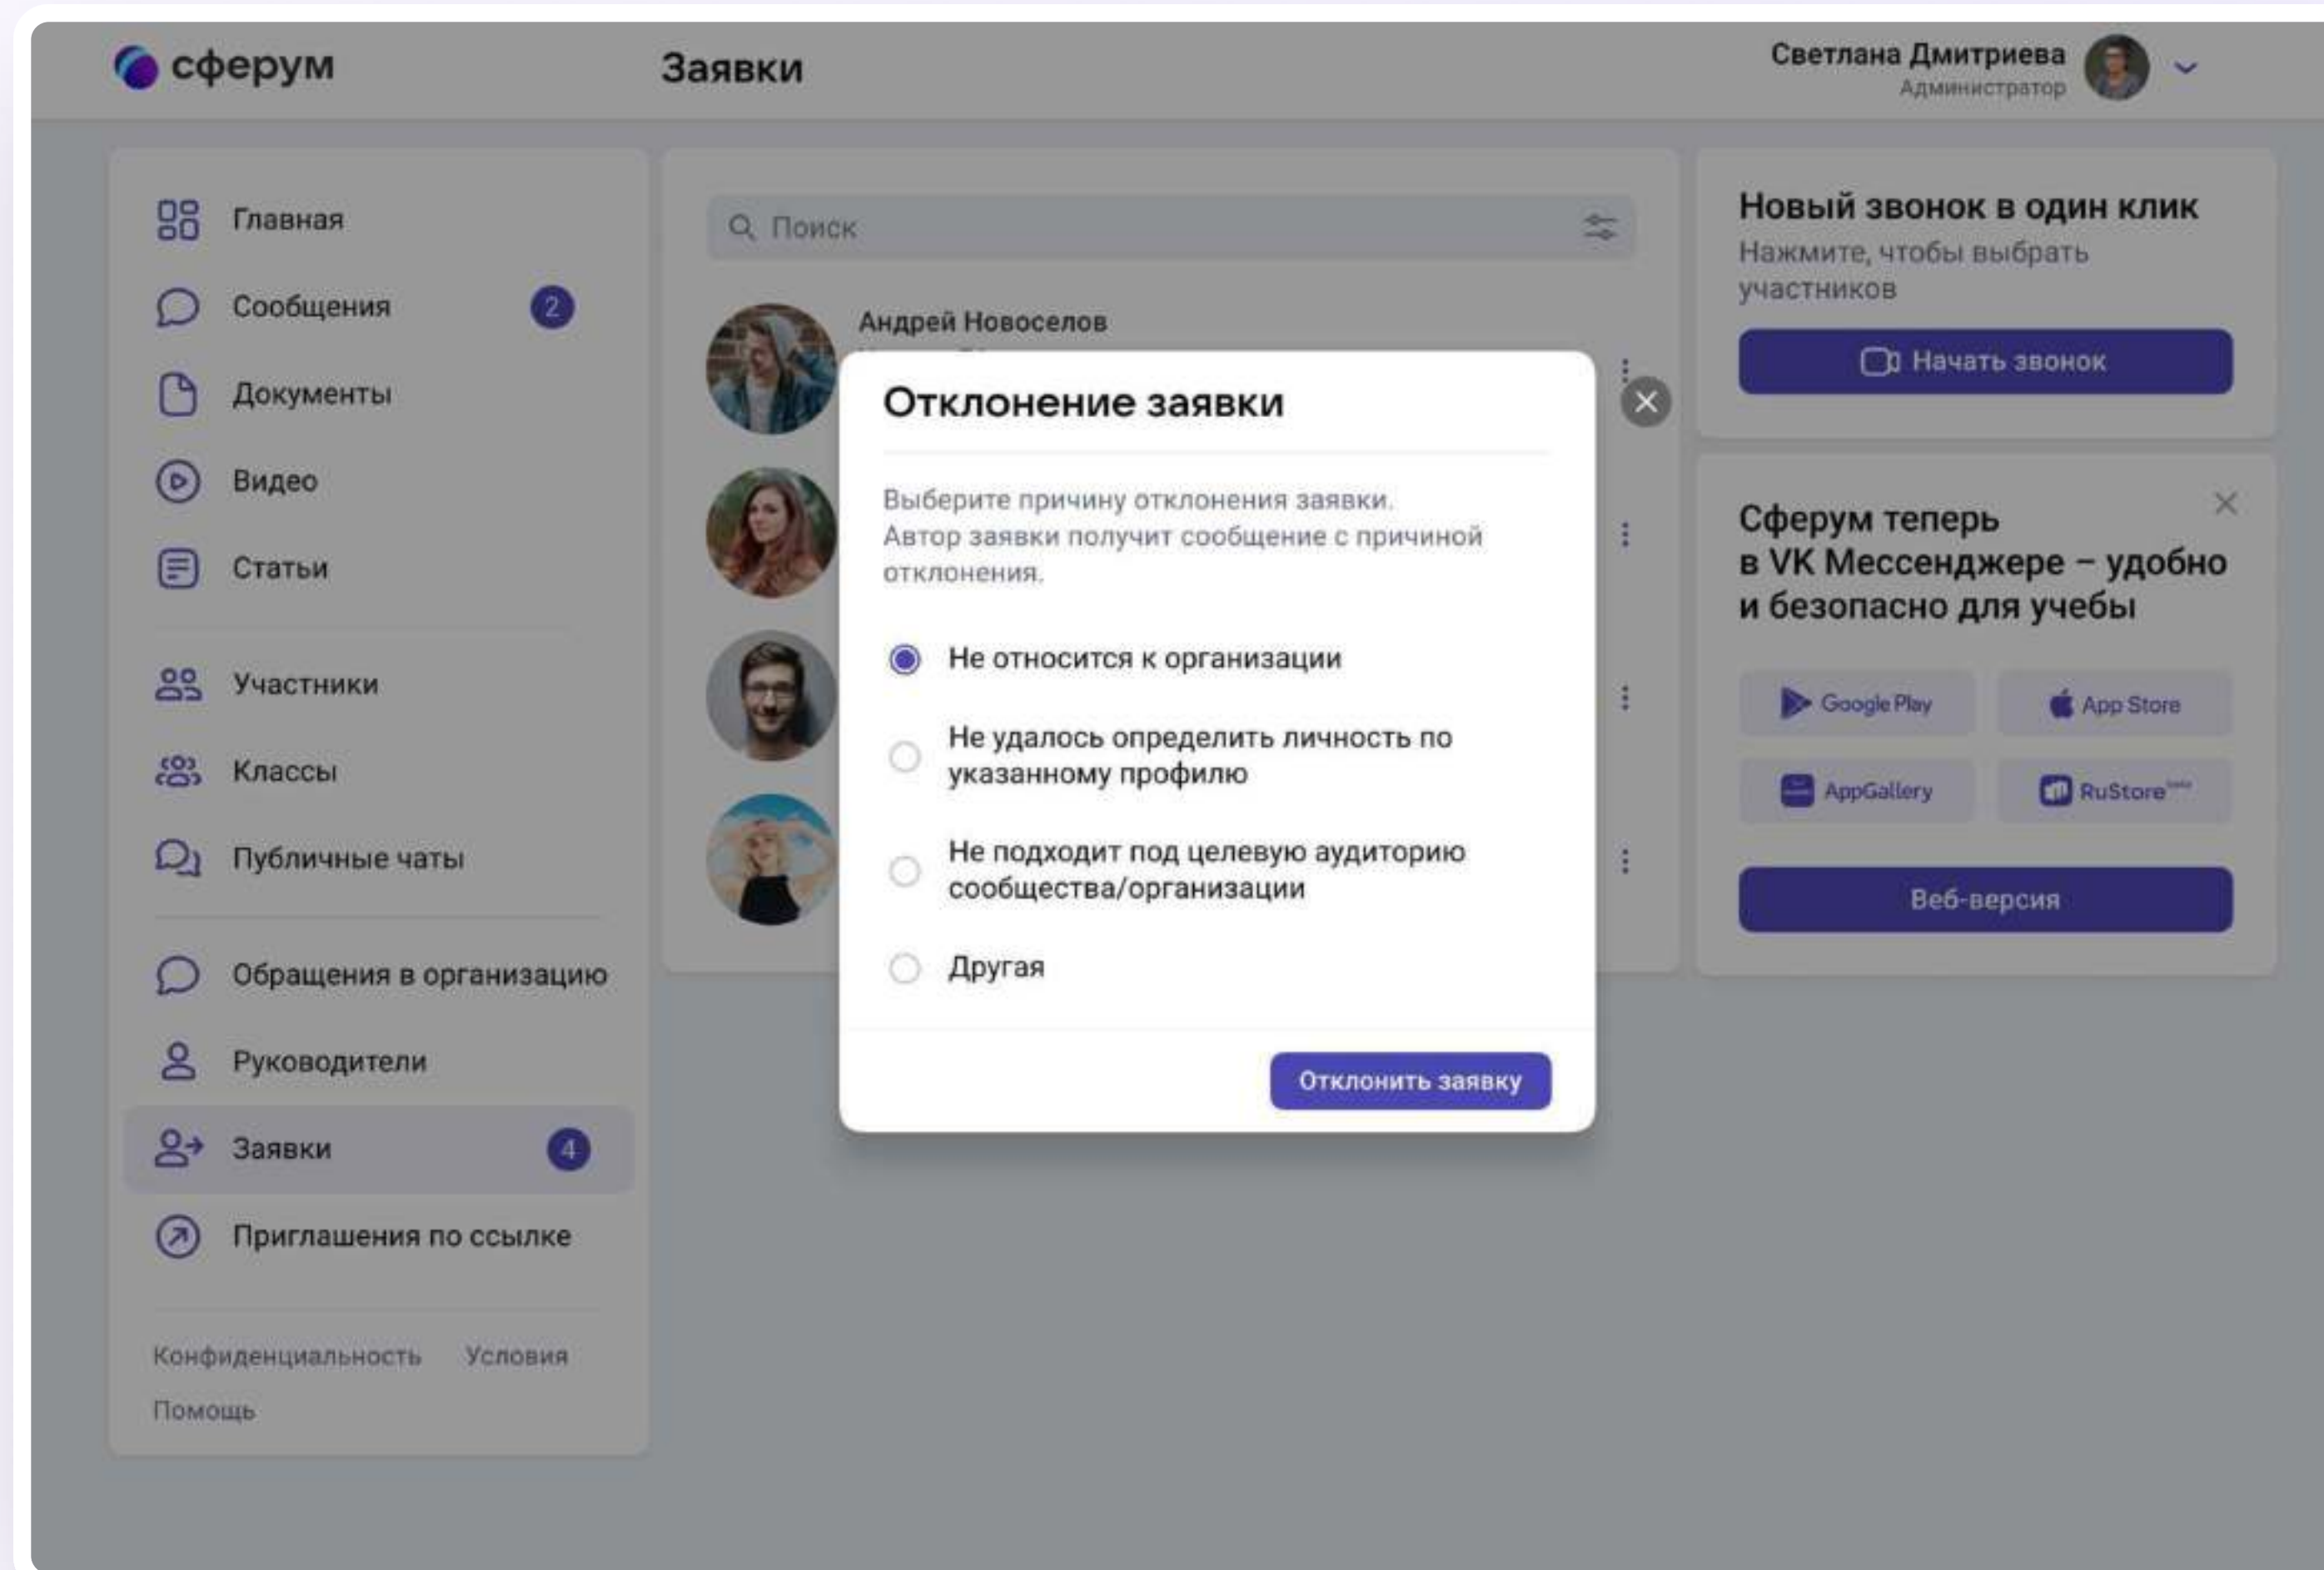 сферум
Заявки
Светлана Дмитриева
Администратор
Главная
Сообщения
2
Документы
Видео
Статьи
Участники
Классы
Публичные чаты
Обращения в организацию
Руководители
Заявки
4
Приглашения по ссылке
Конфиденциальность Условия
Помощь
Поиск
Андрей Новоселов
Отклонение заявки
Выберите причину отклонения заявки.
Автор заявки получит сообщение с причиной
отклонения.
Не относится к организации
Не удалось определить личность по
указанному профилю
Не подходит под целевую аудиторию
сообщества/организации
Другая
Отклонить заявку
Новый звонок в один клик
Нажмите, чтобы выбрать
участников
Начать звонок
Сферум теперь
в VK Мессенджере – удобно
и безопасно для учебы
Google Play
App Store
AppGallery
RuStore
Веб-версия